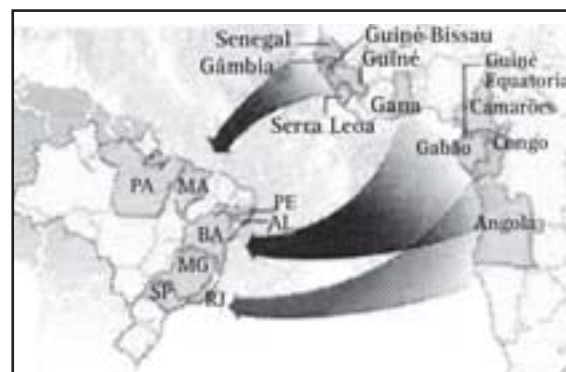 Senegal
Guiné-Bissau
Gâmbia
Guiné
Guiné
Equatoria
Gana
Camarões
Serra Leoa
Gabão
Congo
PA
MA
PE
AL
BA
Angola
MG
SP
RJ